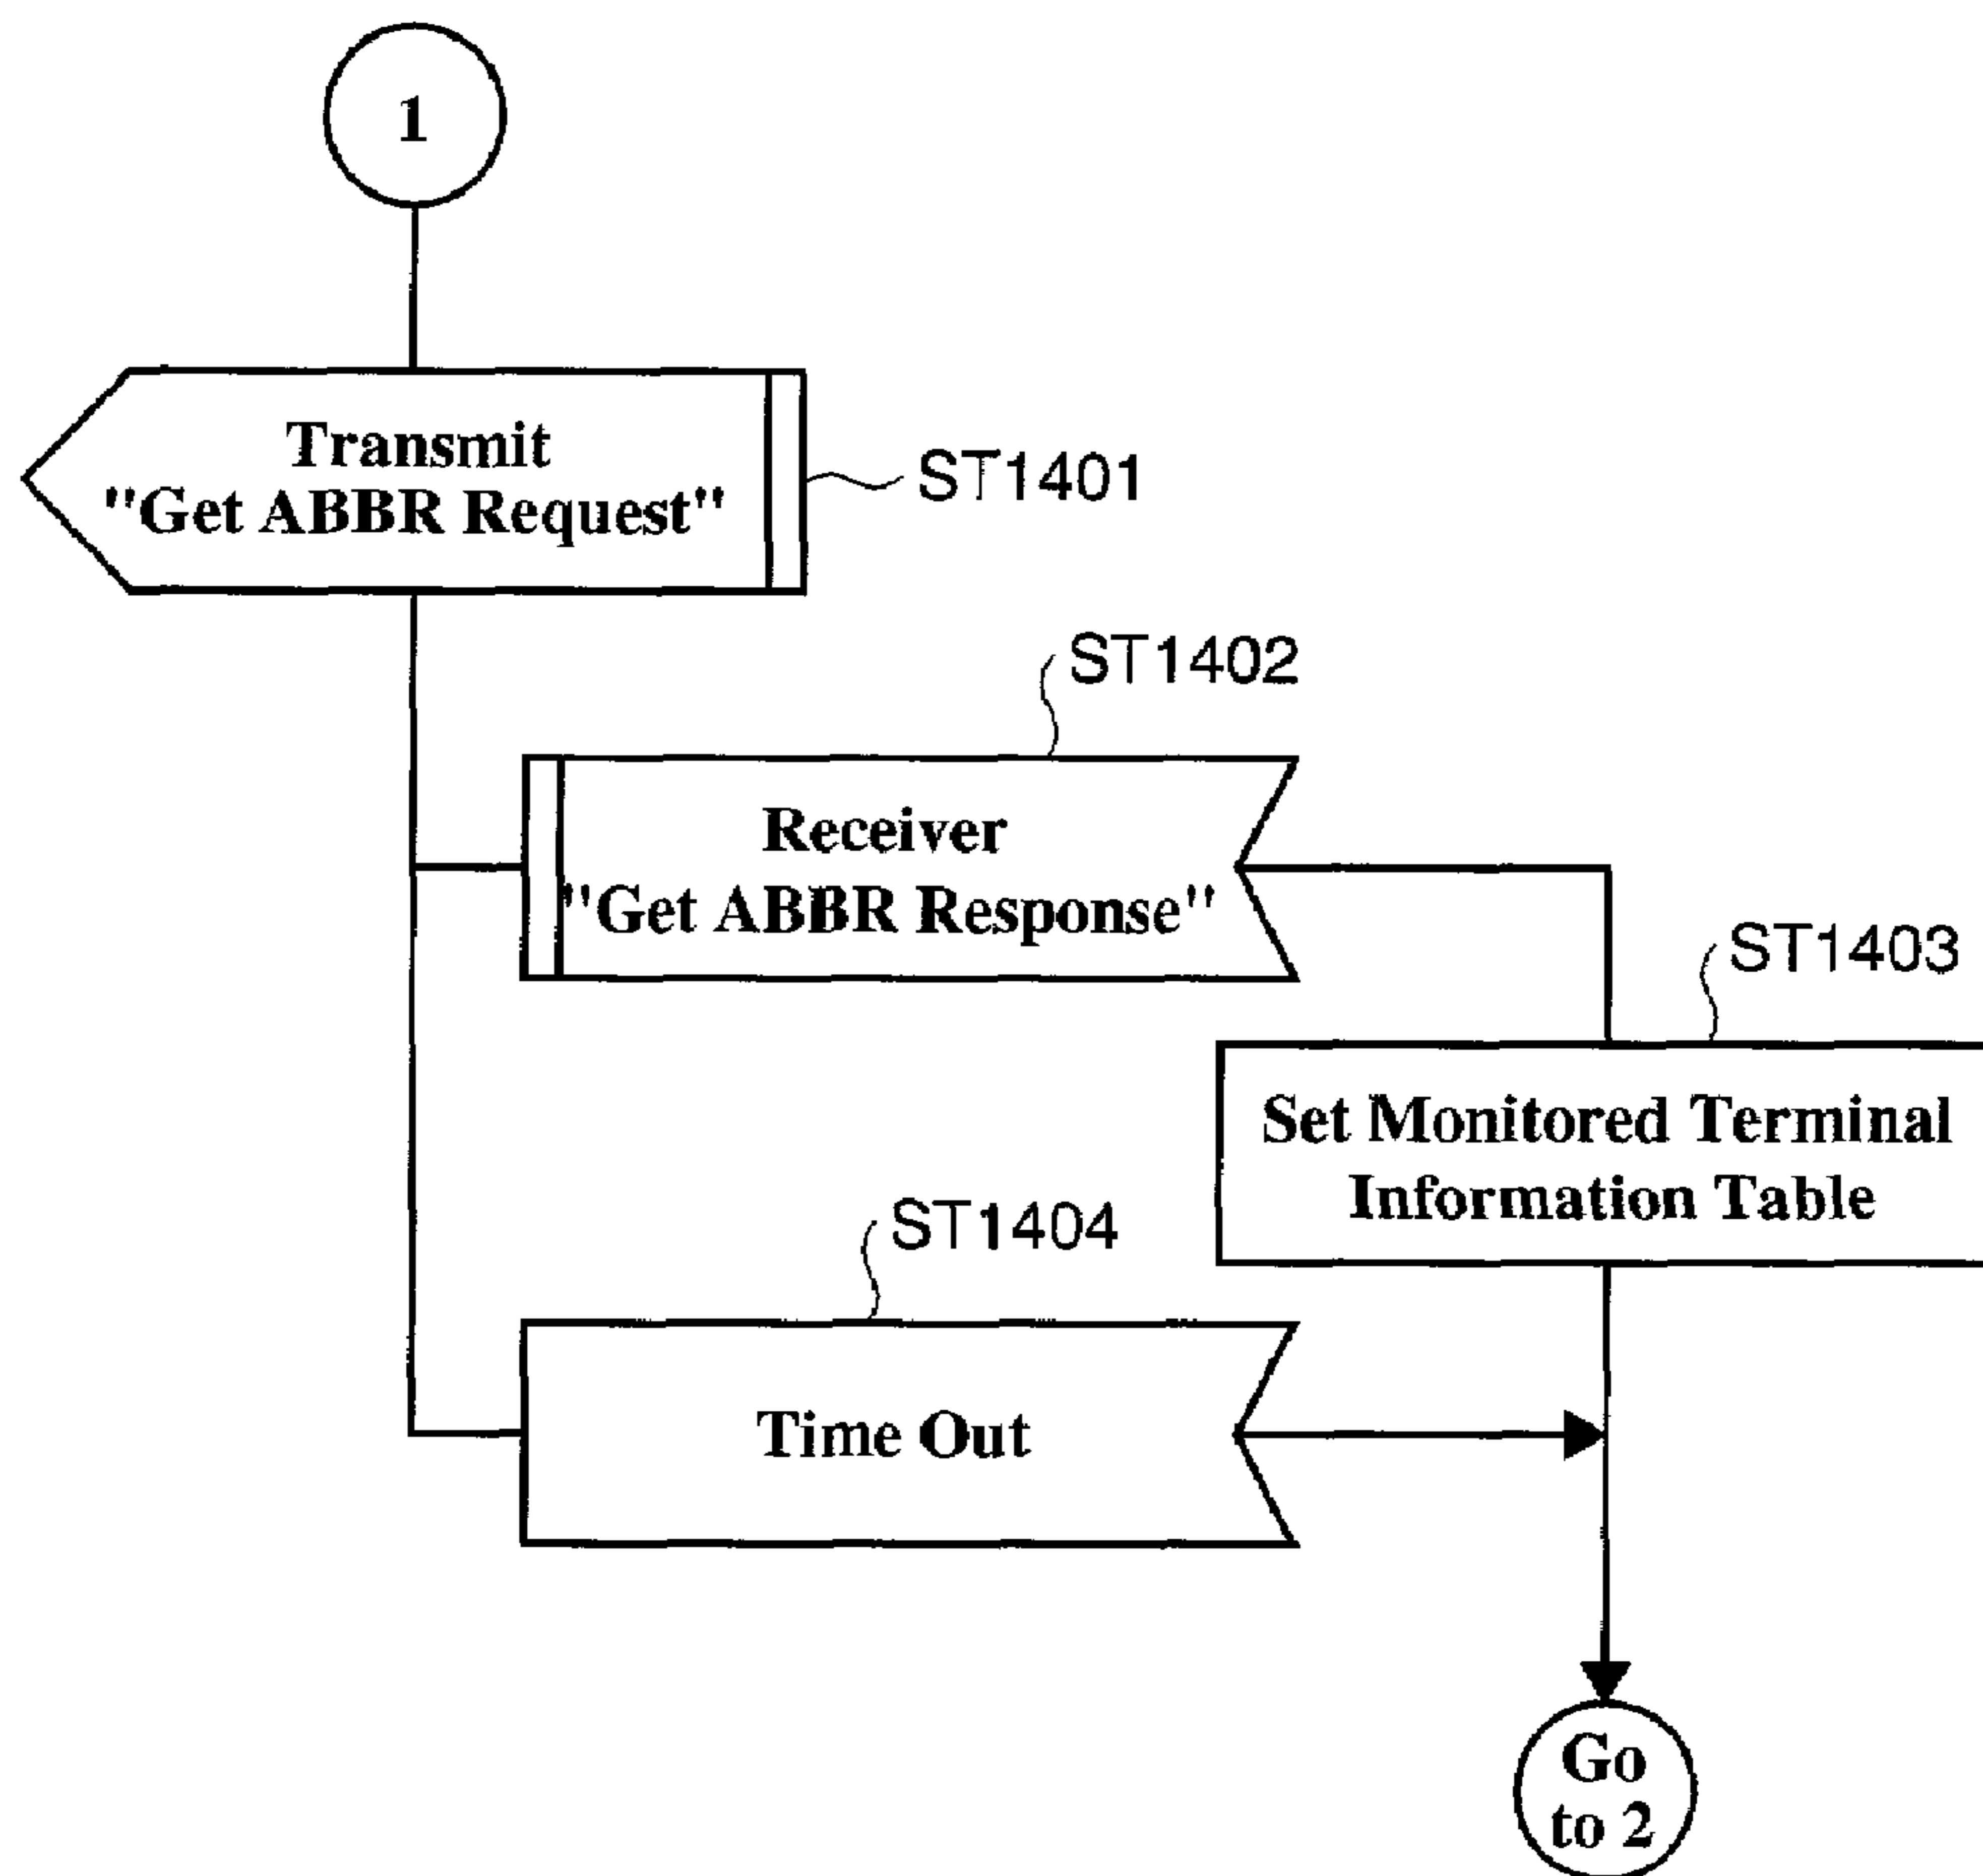 1
Transmit
"Get ABBR Request"
ST1401
ST1402
Receiver
"Get ABBR Response"
ST1403
Set Monitored Terminal
Information Table
ST1404
Time Out
Go
to 2